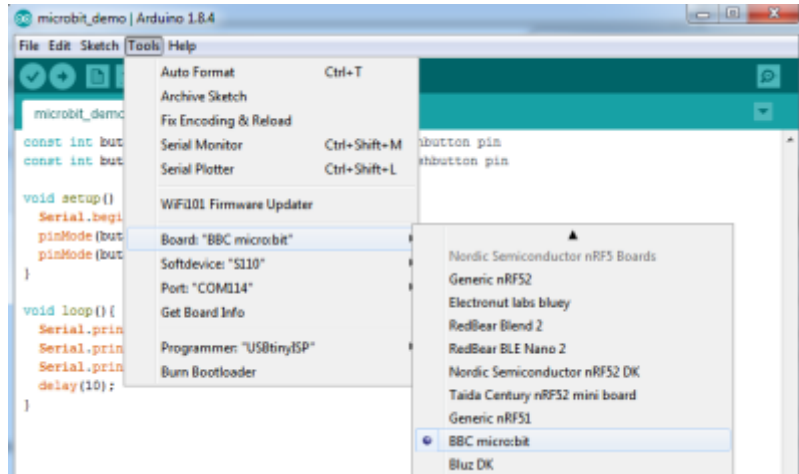 microbit_demo | Arduino 1.8.4
File Edit Sketch Tools Help
microbit_demo
Auto Format Ctrl+T
Archive Sketch
Fix Encoding & Reload
Serial Monitor Ctrl+Shift+M
Serial Plotter Ctrl+Shift+L
WiFi101 Firmware Updater
Board: "BBC micro:bit"
Softdevice: "S110"
Port: "COM114"
Get Board Info
Programmer: "USBtinyISP"
Burn Bootloader
const int but
hbutton pin
const int but
shbutton pin
void setup()
Serial.begi
pinMode(but
pinMode(but
}
void loop(){
Serial.prin
Serial.prin
Serial.prin
delay(10);
}
Nordic Semiconductor nRF5 Boards
Generic nRF52
Electronut labs bluey
RedBear Blend 2
RedBear BLE Nano 2
Nordic Semiconductor nRF52 DK
Taida Century nRF52 mini board
Generic nRF51
BBC micro:bit
Bluz DK